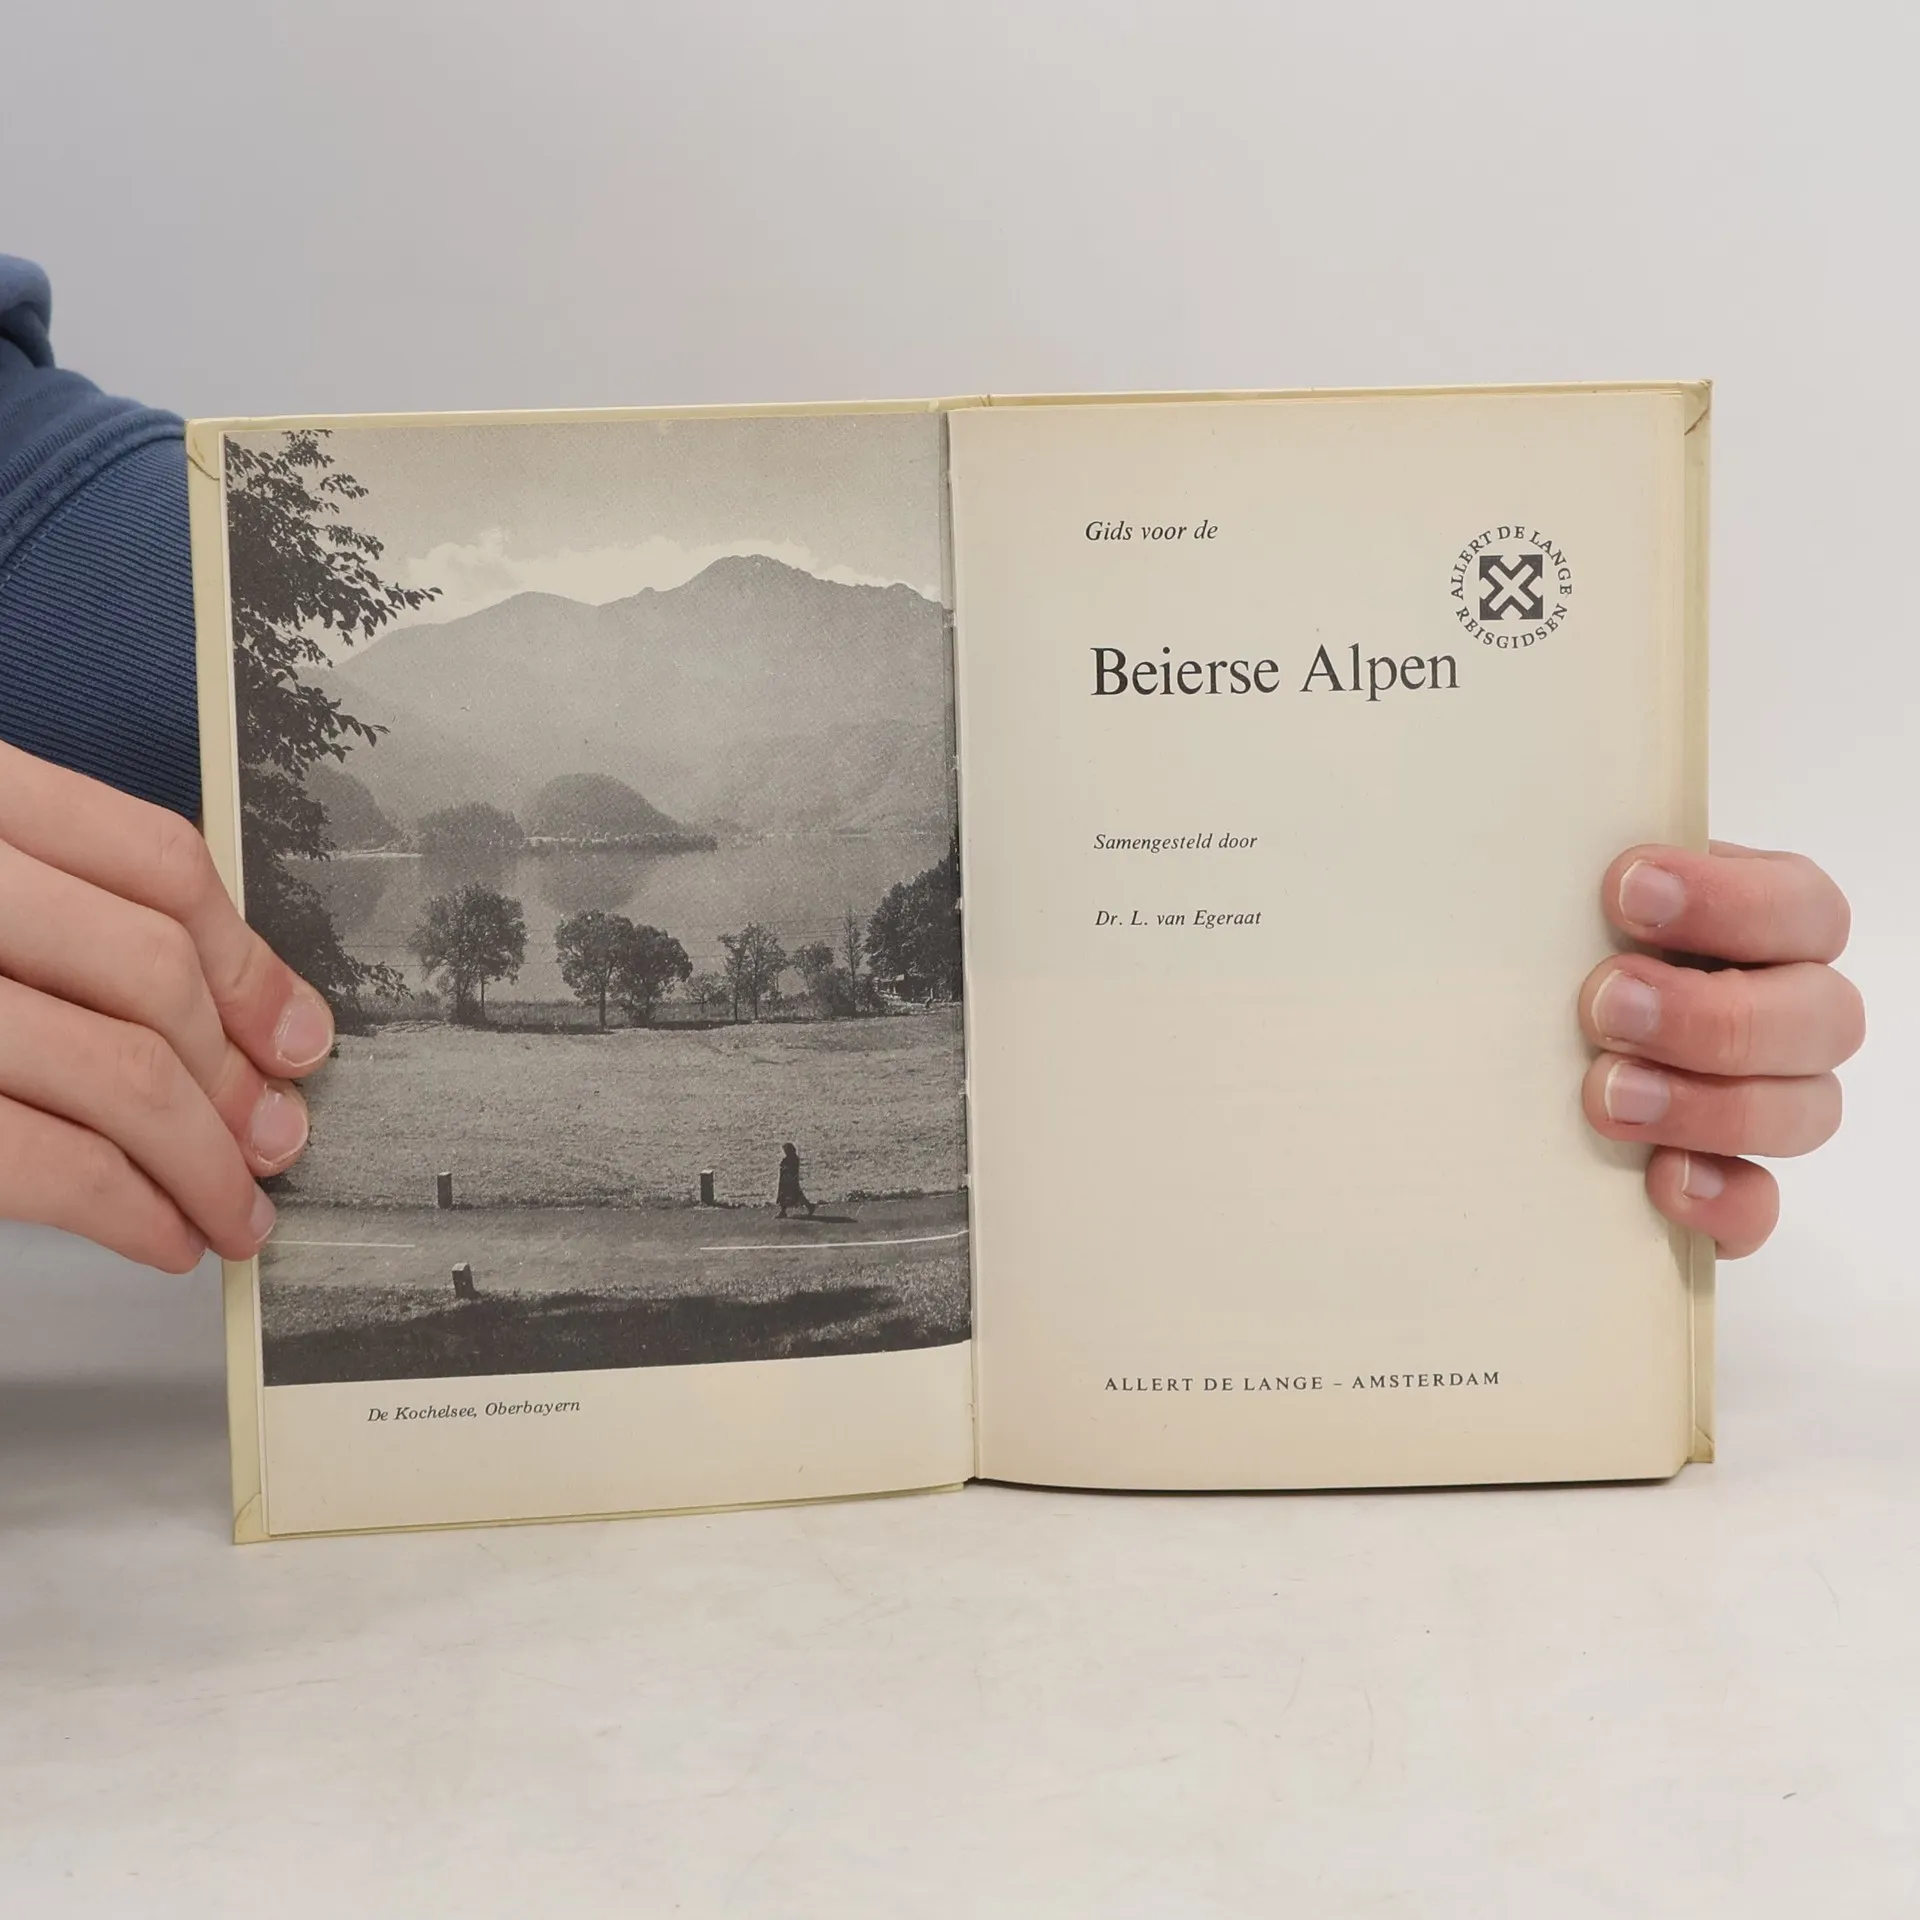 De Kochelsee, Oberbayern
Gids voor de
ALLERT DE LANGE
REISGIDSEN
Beierse Alpen
Samengesteld door
Dr. L. van Egeraat
ALLERT DE LANGE – AMSTERDAM